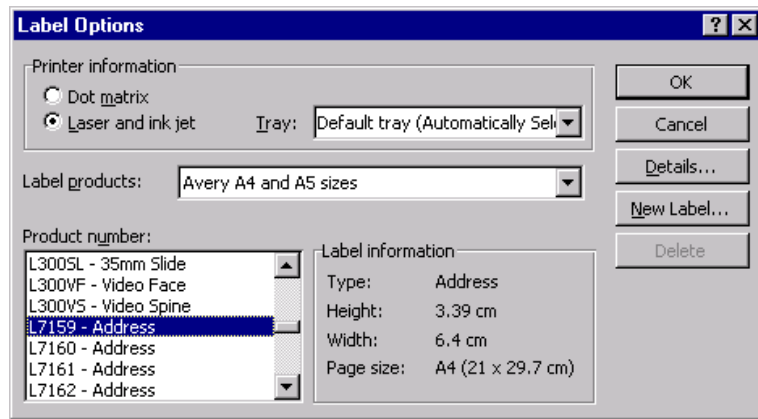 Label Options
Printer information
Dot matrix
Laser and ink jet
Tray:
Default tray (Automatically Sel
Label products:
Avery A4 and A5 sizes
Product number:
L300SL - 35mm Slide
L300VF - Video Face
L300VS - Video Spine
L7159 - Address
L7160 - Address
L7161 - Address
L7162 - Address
Label information
Type: Address
Height: 3.39 cm
Width: 6.4 cm
Page size: A4 (21 x 29.7 cm)
OK
Cancel
Details...
New Label...
Delete